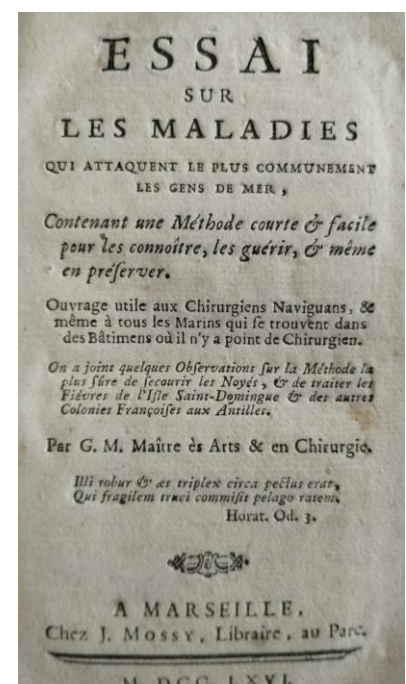 ESSAI
SUR
LES MALADIES
QUI ATTAQUENT LE PLUS COMMUNEMENT
LES GENS DE MER,
Contenant une Méthode courte & facile
pour les connoître, les guérir, & même
en préſerver.
Ouvrage utile aux Chirurgiens Naviguans, &
même à tous les Marins qui ſe trouvent dans
des Bâtimens où il n'y a point de Chirurgien.
On a joint quelques Obſervations ſur la Méthode la
plus ſûre de ſecourir les Noyés, & de traiter les
Fiévres de l'Iſle Saint-Domingue & des autres
Colonies Françoiſes aux Antilles.
Par G. M. Maître ès Arts & en Chirurgie.
Illi robur & æs triplex circa pectus erat,
Qui fragilem truci commiſit pelago ratem.
Horat. Od. 3.
A MARSEILLE,
Chez J. Mossy, Libraire, au Parc.
M. DCC. LXVI.